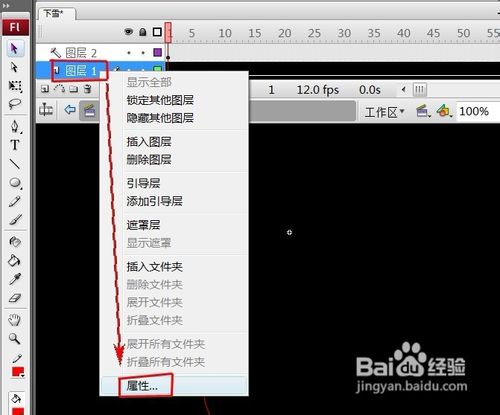 下雪*
Fl
1 5 10 15 20 25 30 35 40 45 50 55
图层 2
图层 1
显示全部
锁定其他图层
隐藏其他图层
1 12.0 fps 0.0s
工作区 100%
插入图层
删除图层
引导层
添加引导层
遮罩层
显示遮罩
插入文件夹
删除文件夹
展开文件夹
折叠文件夹
展开所有文件夹
折叠所有文件夹
属性...
T
Baidu 经验
jingyan.baidu.com